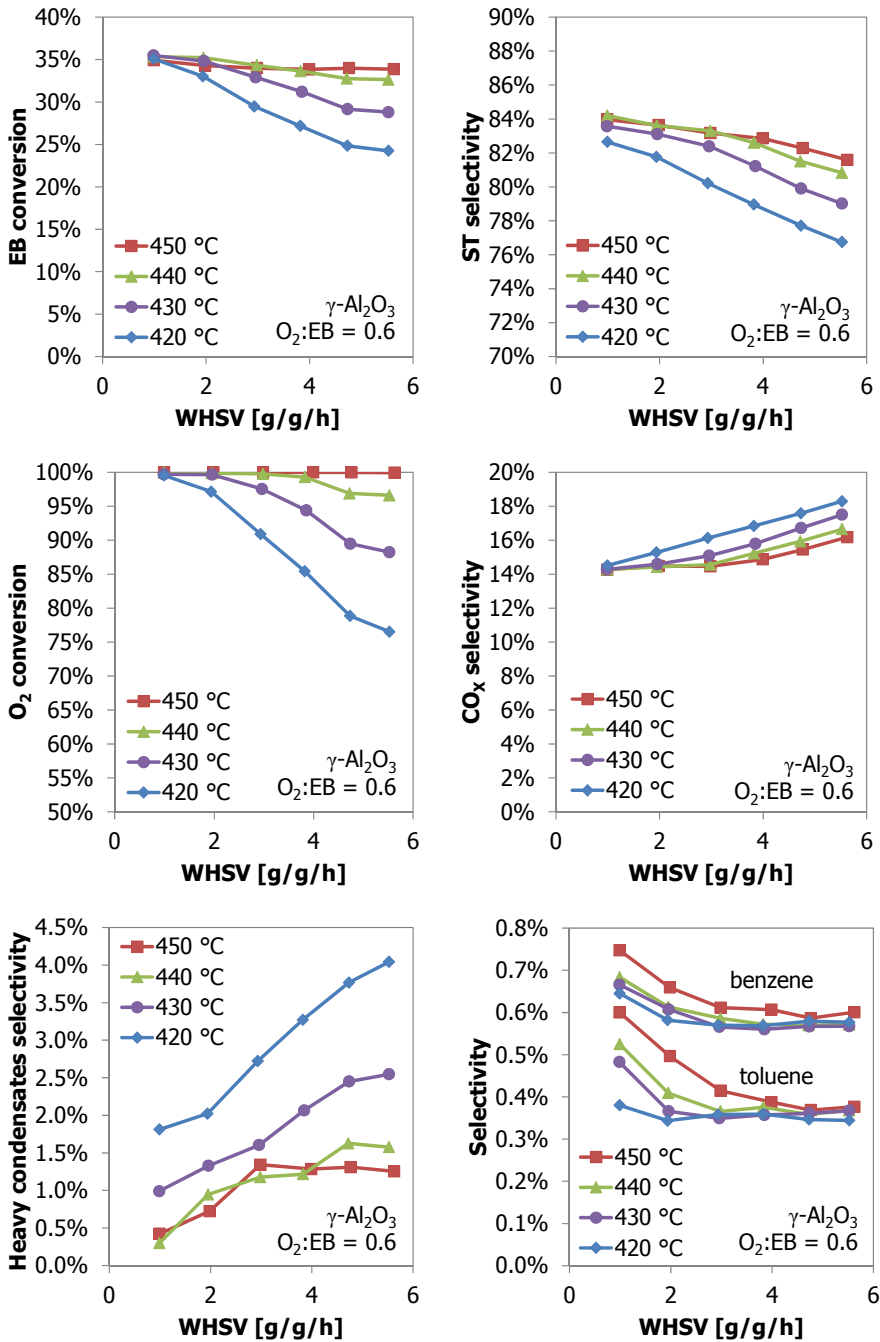 EB conversion
40%
35%
30%
25%
20%
15%
10%
5%
0%
450 °C
440 °C
430 °C
420 °C
γ-Al₂O₃
O₂:EB = 0.6
0 2 4 6
WHSV [g/g/h]
ST selectivity
90%
88%
86%
84%
82%
80%
78%
76%
74%
72%
70%
450 °C
440 °C
430 °C
420 °C
γ-Al₂O₃
O₂:EB = 0.6
0 2 4 6
WHSV [g/g/h]
O₂ conversion
100%
95%
90%
85%
80%
75%
70%
65%
60%
55%
50%
450 °C
440 °C
430 °C
420 °C
γ-Al₂O₃
O₂:EB = 0.6
0 2 4 6
WHSV [g/g/h]
COₓ selectivity
20%
18%
16%
14%
12%
10%
8%
6%
4%
2%
0%
450 °C
440 °C
430 °C
420 °C
γ-Al₂O₃
O₂:EB = 0.6
0 2 4 6
WHSV [g/g/h]
Heavy condensates selectivity
4.5%
4.0%
3.5%
3.0%
2.5%
2.0%
1.5%
1.0%
0.5%
0.0%
450 °C
440 °C
430 °C
420 °C
γ-Al₂O₃
O₂:EB = 0.6
0 2 4 6
WHSV [g/g/h]
Selectivity
0.8%
0.7%
0.6%
0.5%
0.4%
0.3%
0.2%
0.1%
0.0%
benzene
toluene
450 °C
440 °C
430 °C
420 °C
γ-Al₂O₃
O₂:EB = 0.6
0 2 4 6
WHSV [g/g/h]